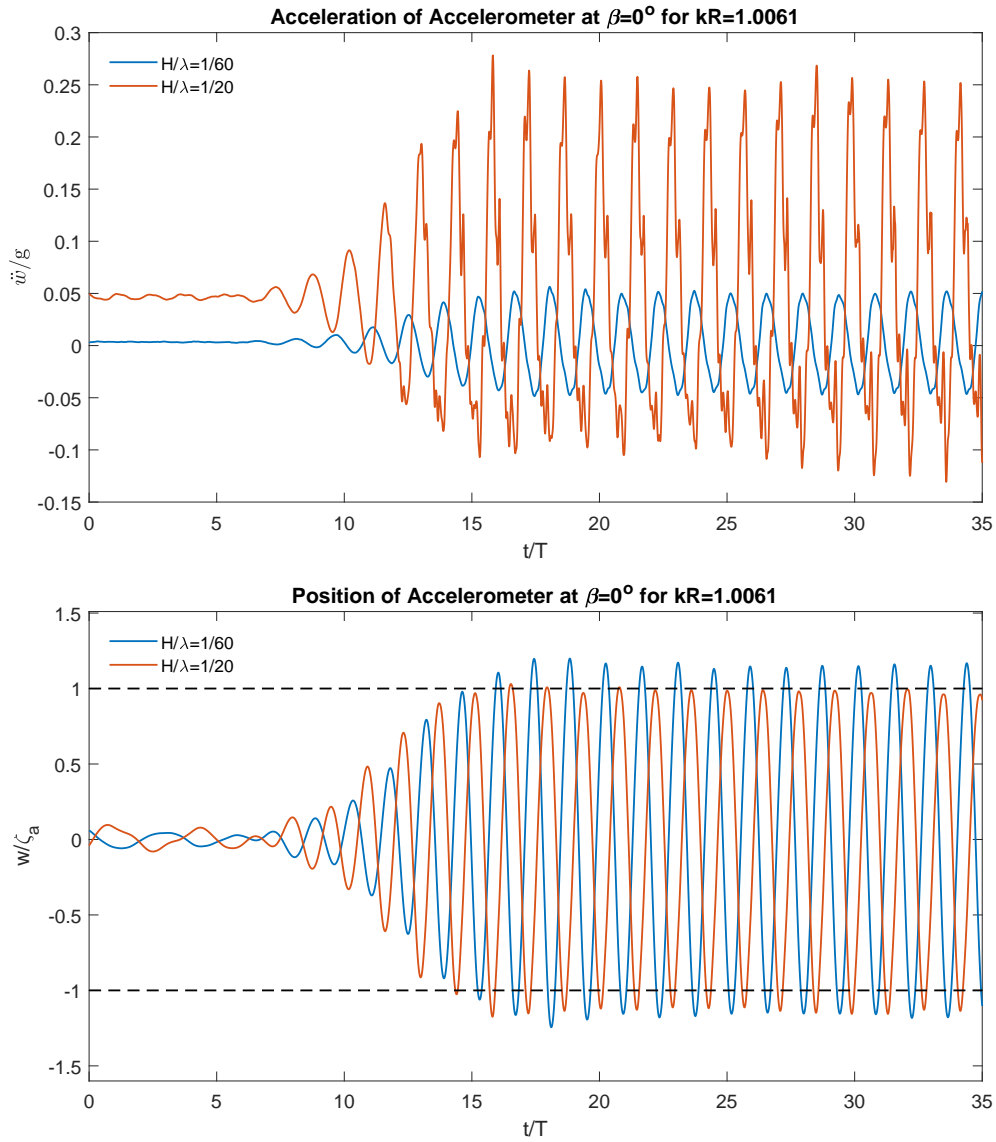 Acceleration of Accelerometer at β=0° for kR=1.0061
0.3
0.25
0.2
0.15
0.1
0.05
0
-0.05
-0.1
-0.15
ẅ/g
H/λ=1/60
H/λ=1/20
0 5 10 15 20 25 30 35
t/T
Position of Accelerometer at β=0° for kR=1.0061
1.5
1
0.5
0
-0.5
-1
-1.5
w/ζₐ
H/λ=1/60
H/λ=1/20
0 5 10 15 20 25 30 35
t/T